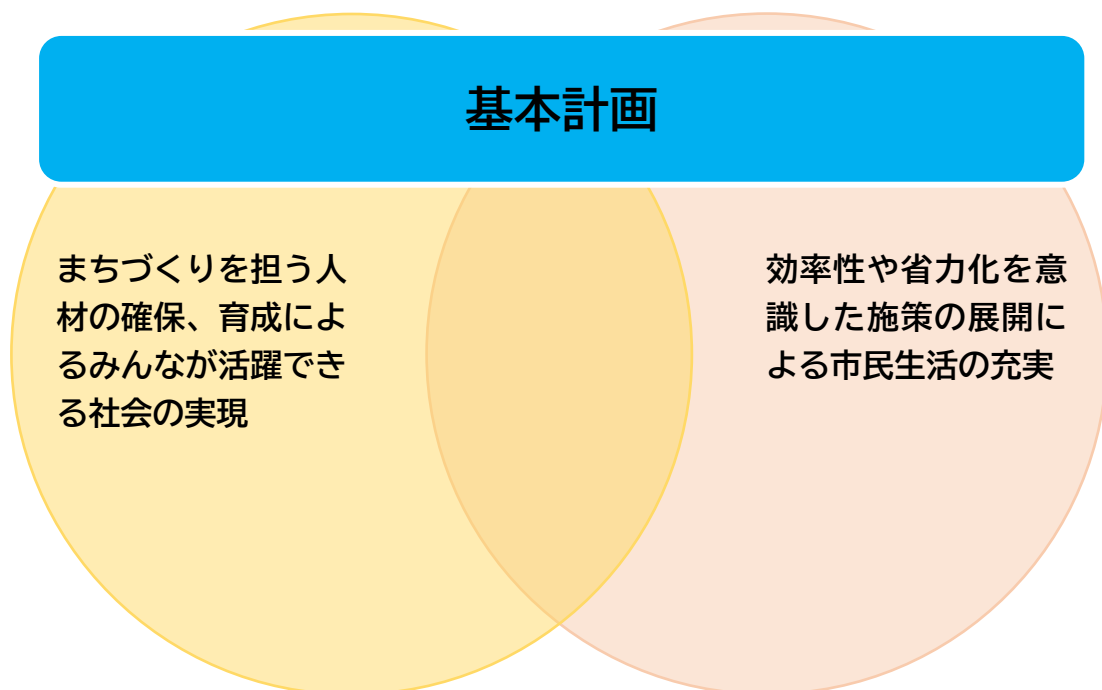 基本計画
まちづくりを担う人
材の確保、育成によ
るみんなが活躍でき
る社会の実現
効率性や省力化を意
識した施策の展開に
よる市民生活の充実